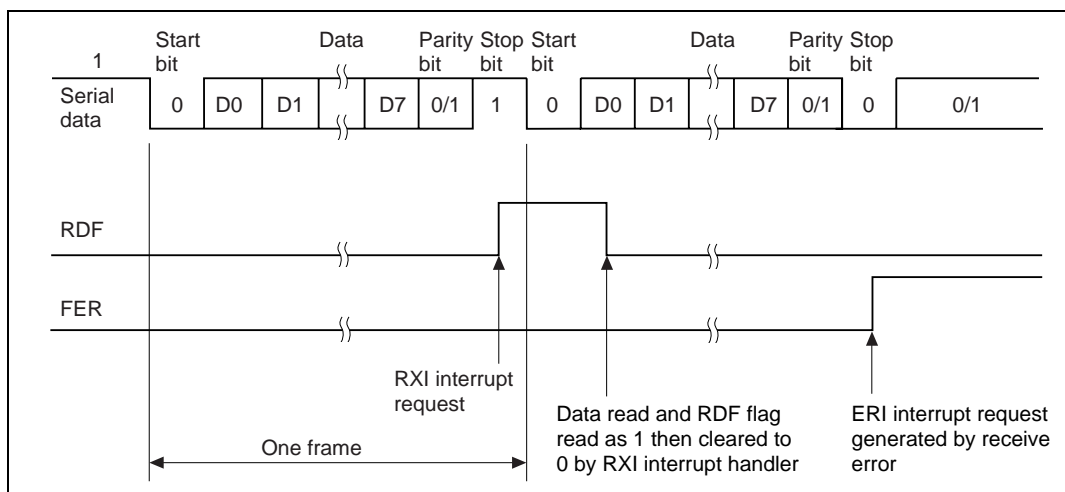 Start bit Data Parity bit Stop bit Start bit Data Parity bit Stop bit
1
Serial data
0 D0 D1 D7 0/1 1 0 D0 D1 D7 0/1 0 0/1
RDF
FER
RXI interrupt
request
Data read and RDF flag
read as 1 then cleared to
0 by RXI interrupt handler
ERI interrupt request
generated by receive
error
One frame